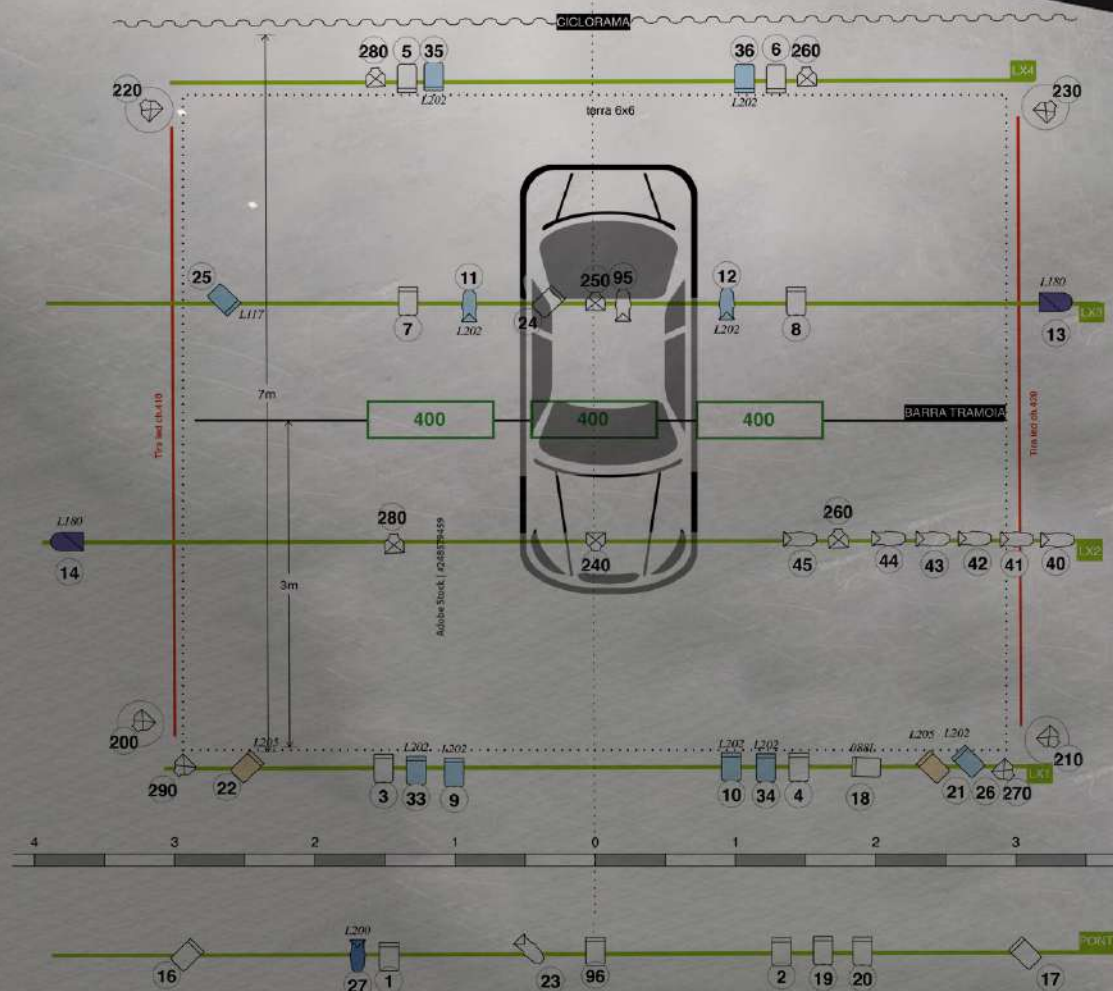 CICLORAMA
280 5 35 36 6 260
LX4
220 L202 L202 230
terra 6x6
25 11 250 95 12 L180
L117 7 L202 24 L202 8 13 LX3
7m
400 400 400 BARRA TRAMOIA
Tira led ch.410
Tira led ch.420
L180 280 260
14 240 45 44 43 42 41 40 LX2
3m
Adobe Stock | #248579459
200 L205 L202 L202 L202 L202 L205 L202 210
290 22 3 33 9 10 34 4 18 21 26 270 LX1
4 3 2 1 0 1 2 3
L200
16 27 1 23 96 2 19 20 17
PONT